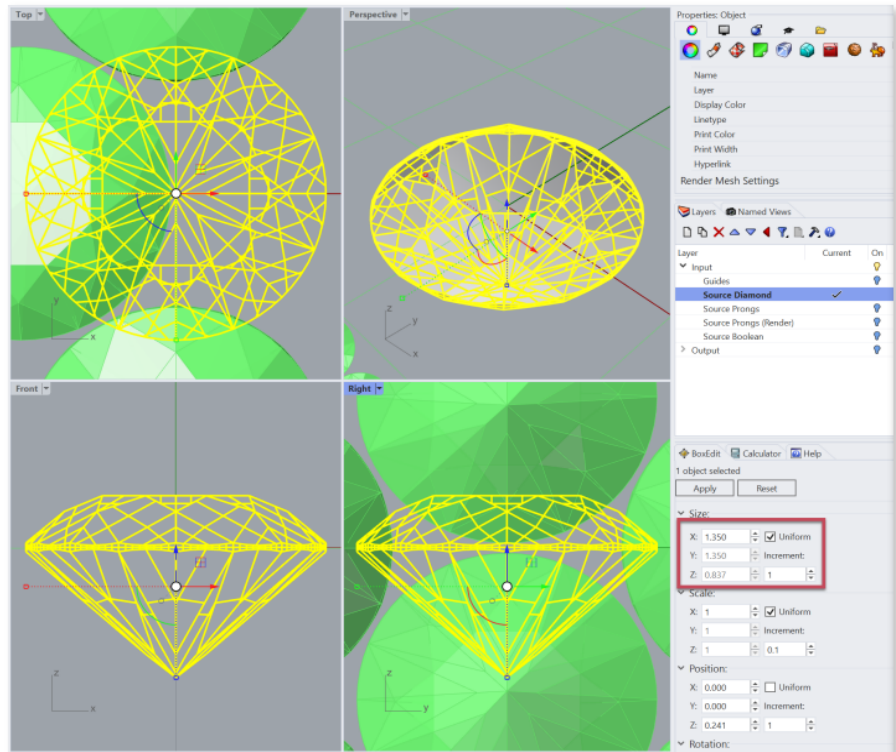 Top
Perspective
Properties: Object
Name
Layer
Display Color
Linetype
Print Color
Print Width
Hyperlink
Render Mesh Settings
Layers Named Views
Layer Current On
Input
Guides
Source Diamond
Source Prongs
Source Prongs (Render)
Source Boolean
Output
y
x
z
y
x
Front
Right
BoxEdit Calculator Help
1 object selected
Apply Reset
Size:
X: 1.350 Uniform
Y: 1.350 Increment:
Z: 0.837 1
Scale:
X: 1 Uniform
Y: 1 Increment:
Z: 1 0.1
Position:
X: 0.000 Uniform
Y: 0.000 Increment:
Z: 0.241 1
Rotation:
z
x
z
y